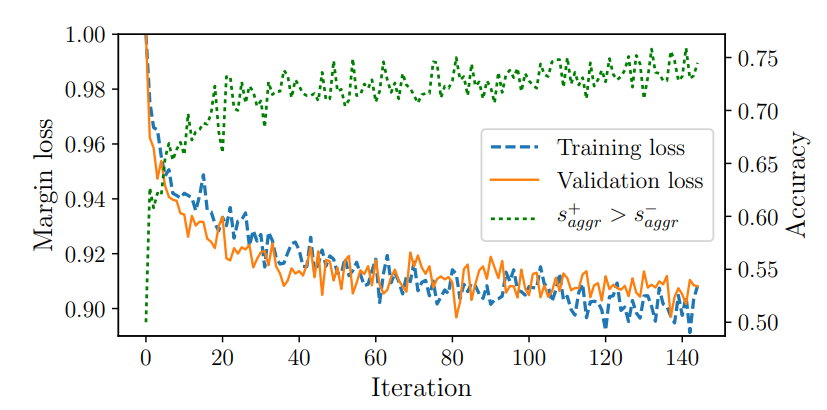 Margin loss
1.00
0.98
0.96
0.94
0.92
0.90
0 20 40 60 80 100 120 140
Iteration
Training loss
Validation loss
s⁺aggr > s⁻aggr
0.75
0.70
0.65
0.60
0.55
0.50
Accuracy